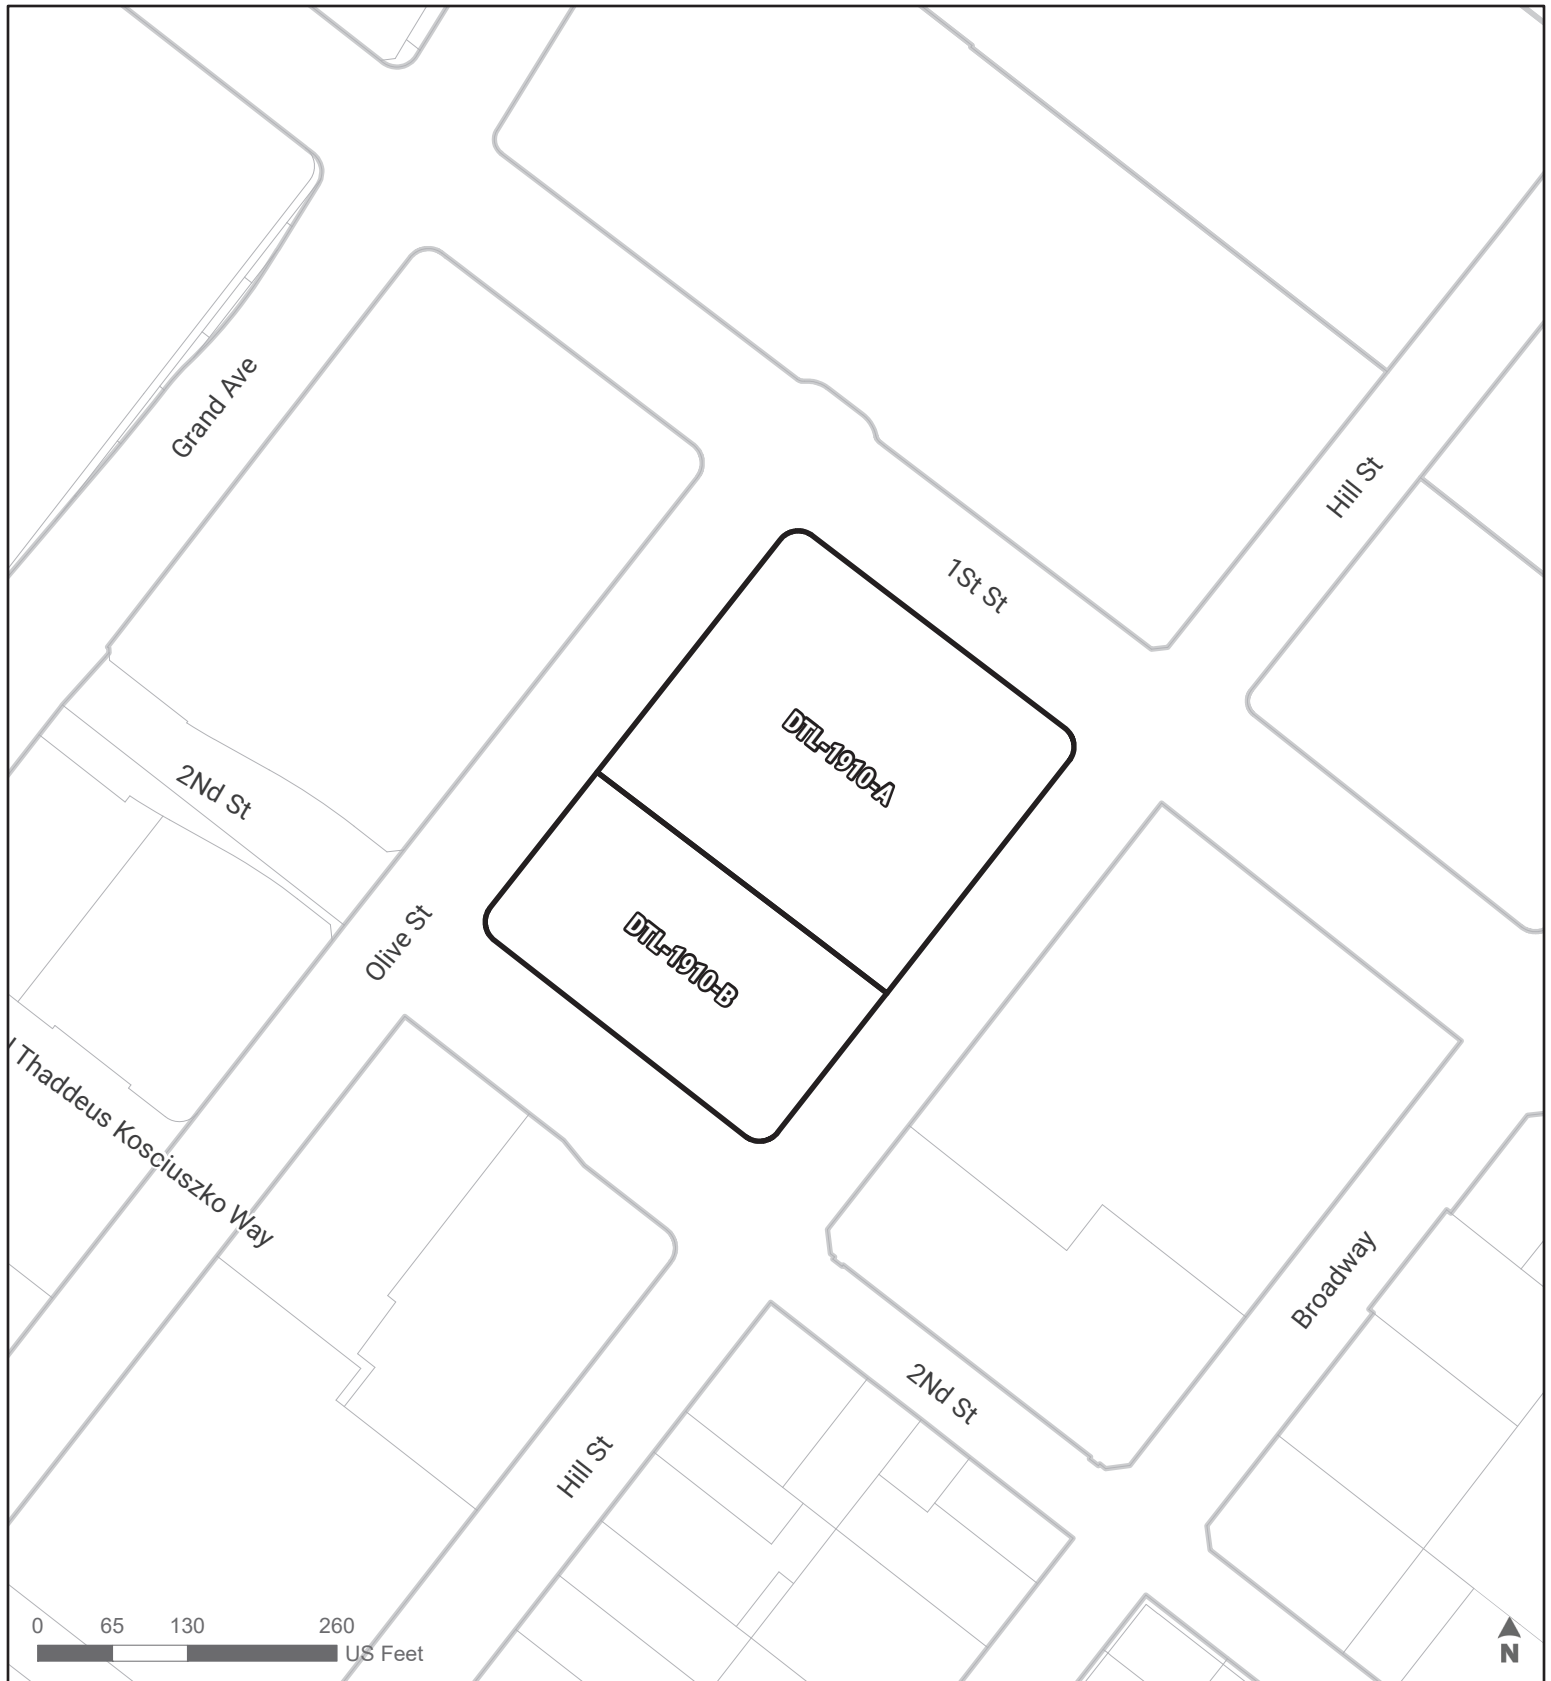 Grand Ave
Hill St
1St St
DTL-1910-A
2Nd St
Olive St
DTL-1910-B
Thaddeus Kosciuszko Way
Broadway
2Nd St
Hill St
0 65 130 260
US Feet
N